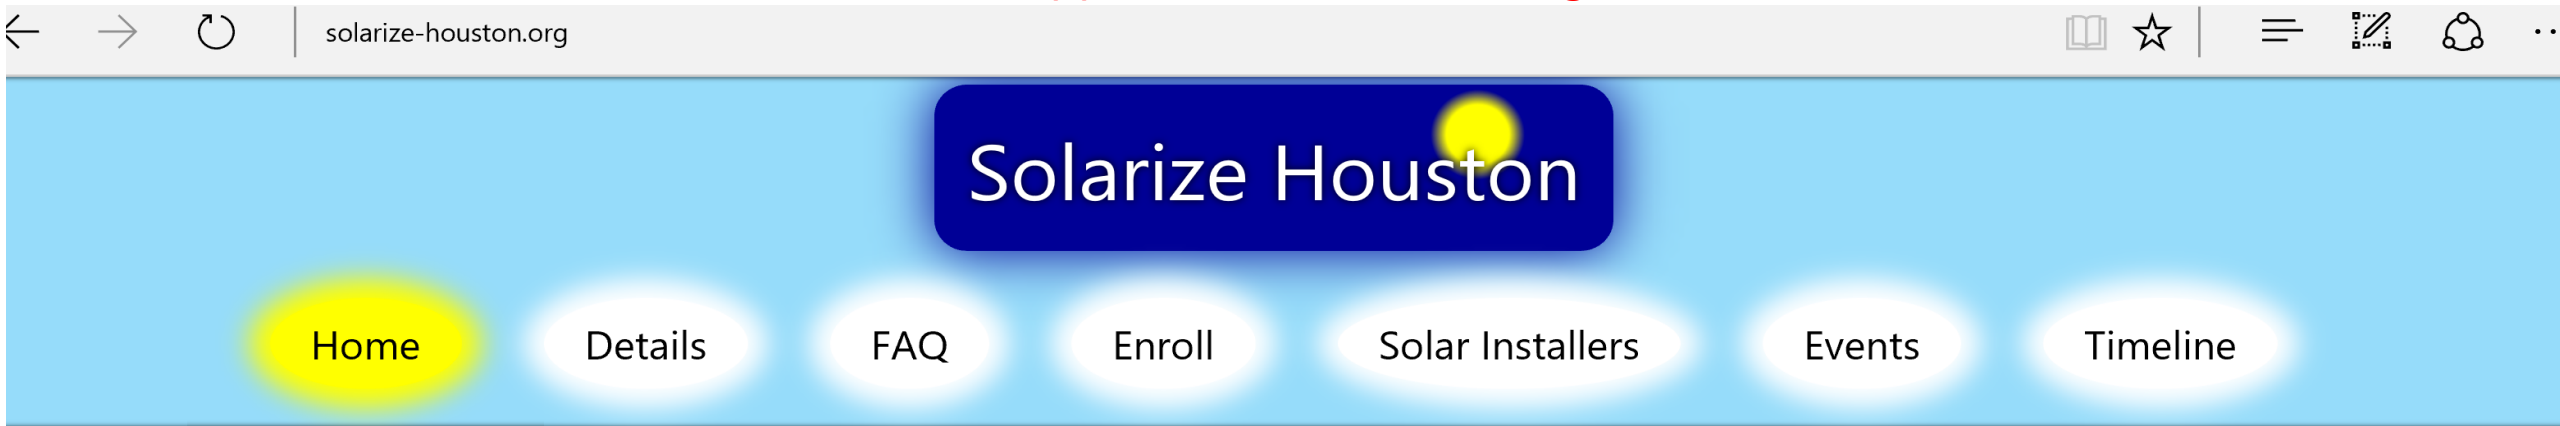 solarize-houston.org
Solarize Houston
Home Details FAQ Enroll Solar Installers Events Timeline